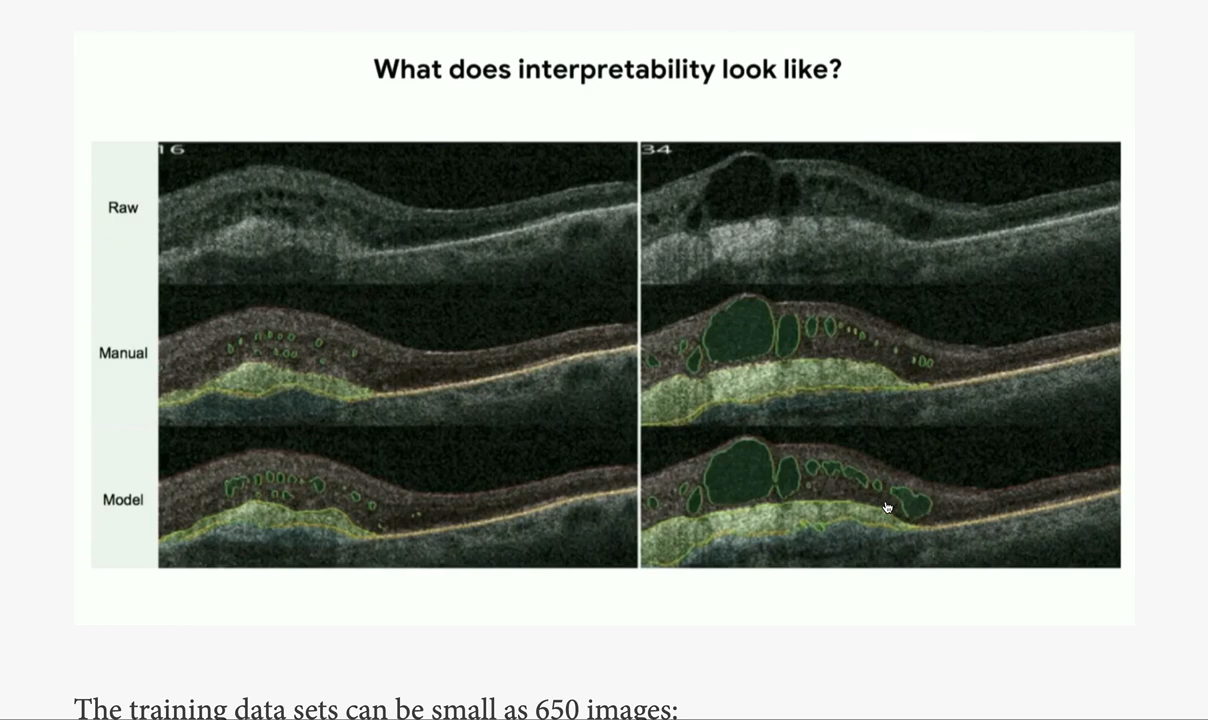 What does interpretability look like?
16
34
Raw
Manual
Model
The training data sets can be small as 650 images: